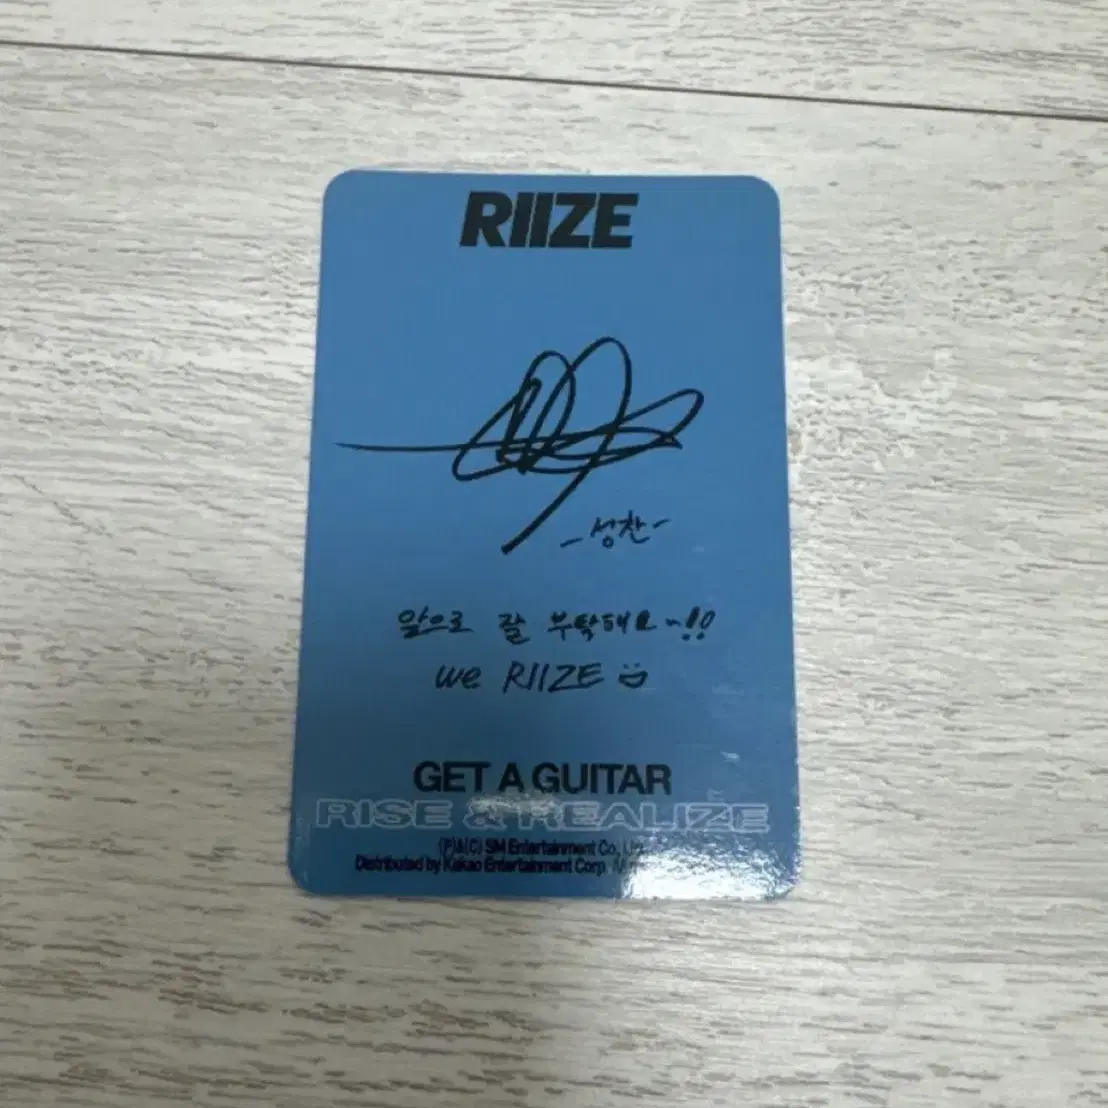 RIIZE
-성찬-
앞으로 잘 부탁해요~!!
we RIIZE
GET A GUITAR
RISE & REALIZE
(P)&(C) SM Entertainment Co.,
Distributed by Kakao Entertainment Corp.